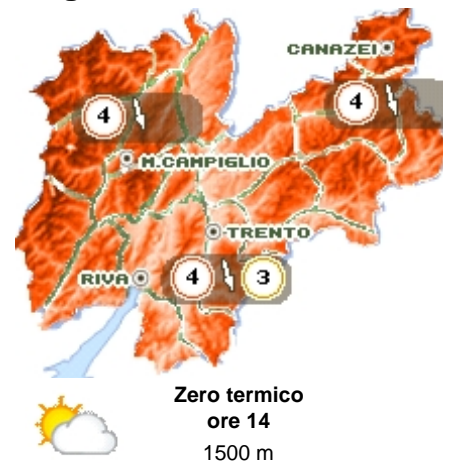 CANAZEI
4
4
M.CAMPIGLIO
TRENTO
RIVA
4 3
Zero termico
ore 14
1500 m